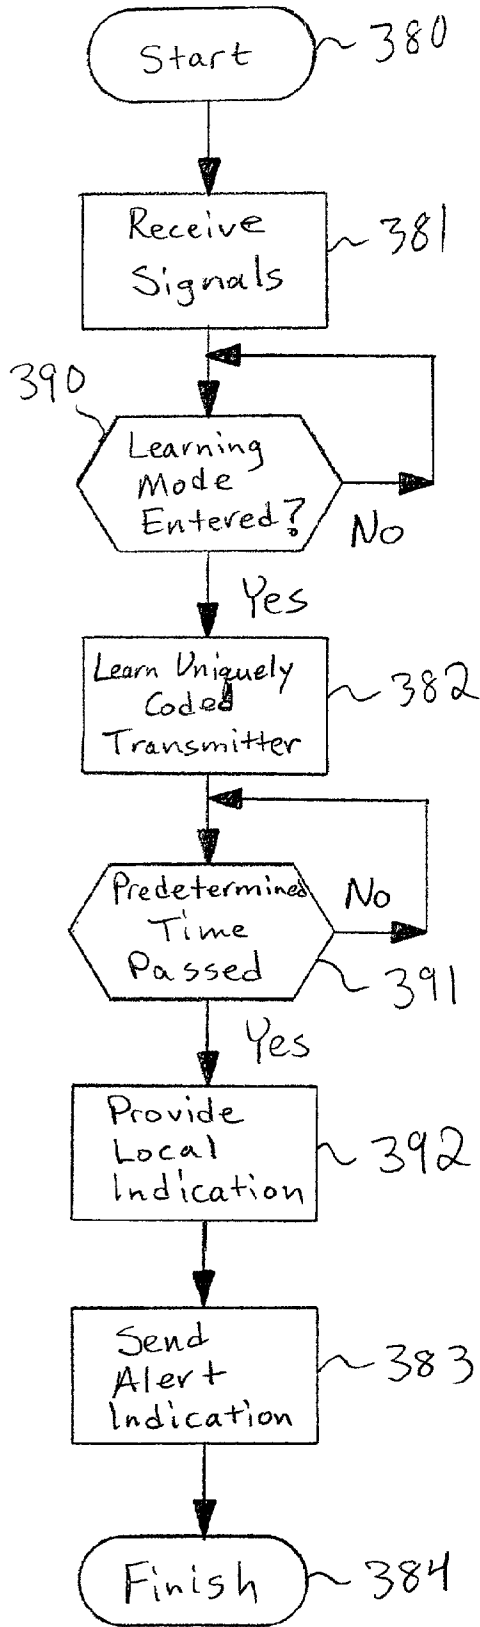 Start
380
Receive
Signals
381
390
Learning
Mode
Entered?
No
Yes
Learn Uniquely
Coded
Transmitter
382
Predetermined
Time
Passed
No
391
Yes
Provide
Local
Indication
392
Send
Alert
Indication
383
Finish
384